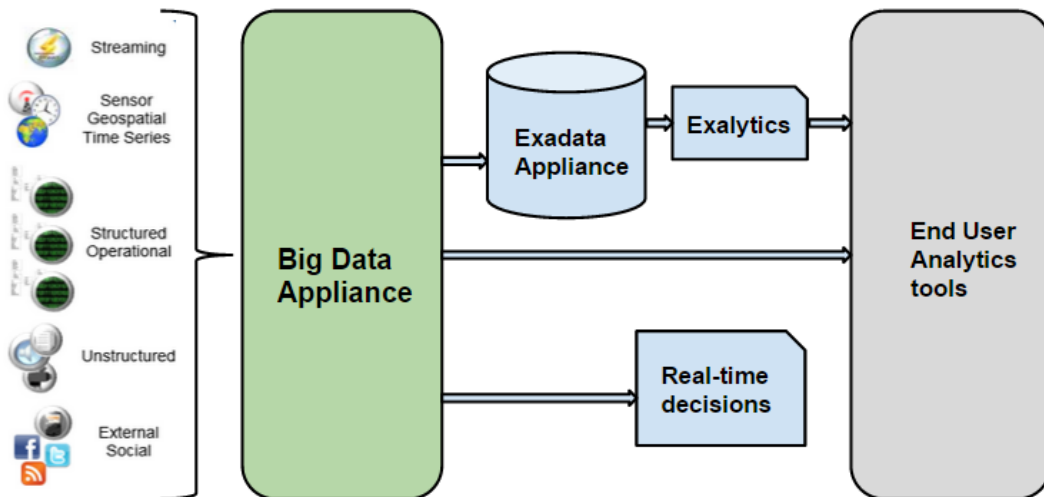 Streaming
Sensor
Geospatial
Time Series
Structured
Operational
Unstructured
External
Social
Big Data
Appliance
Exadata
Appliance
Exalytics
Real-time
decisions
End User
Analytics
tools